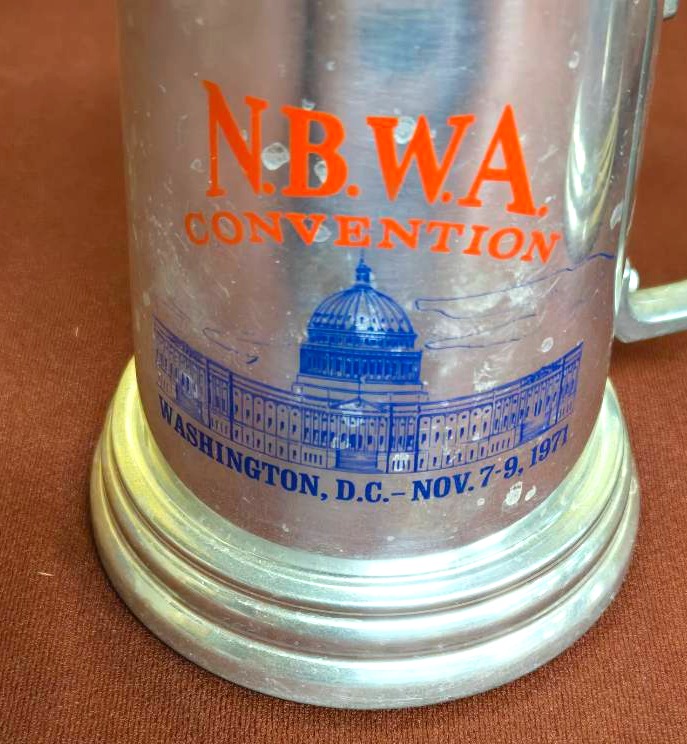 N.B.W.A.
CONVENTION
WASHINGTON, D.C.–NOV. 7-9, 1971